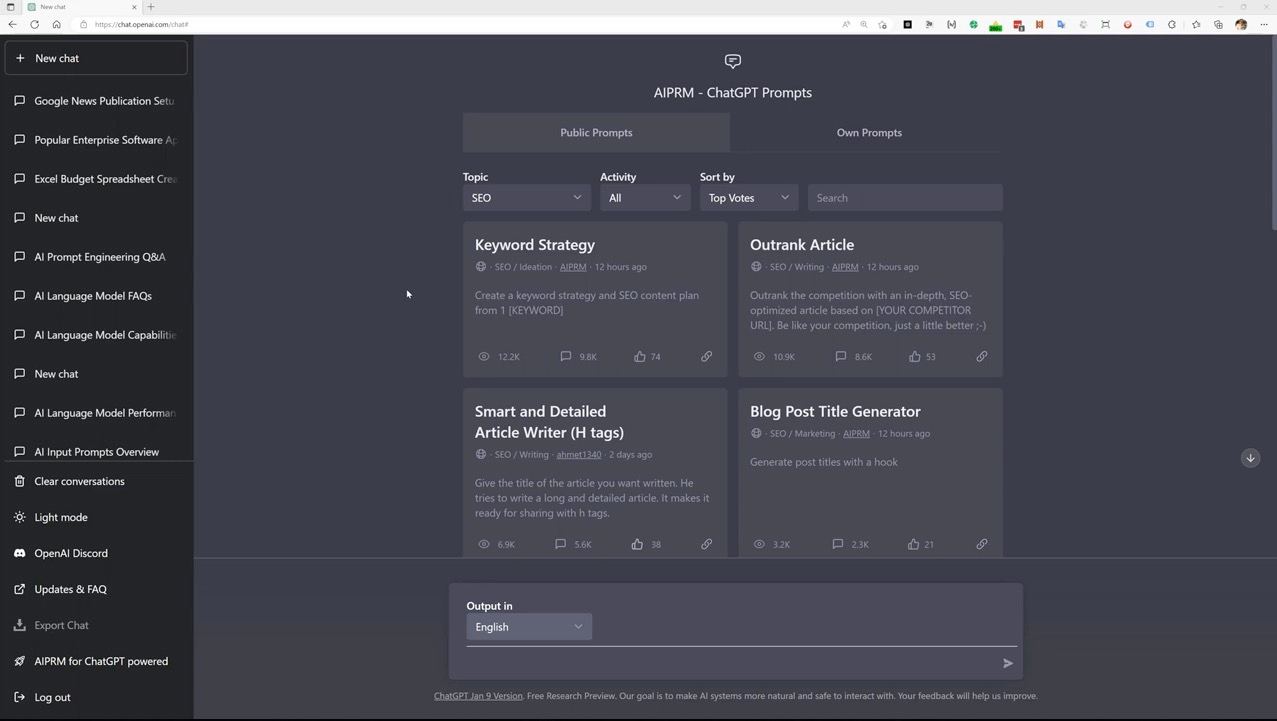 New chat
https://chat.openai.com/chat#
New chat
Google News Publication Setu
Popular Enterprise Software Ap
Excel Budget Spreadsheet Crea
New chat
AI Prompt Engineering Q&A
AI Language Model FAQs
AI Language Model Capabilitie
New chat
AI Language Model Performan
AI Input Prompts Overview
Clear conversations
Light mode
OpenAI Discord
Updates & FAQ
Export Chat
AIPRM for ChatGPT powered
Log out
AIPRM - ChatGPT Prompts
Public Prompts
Own Prompts
Topic
Activity
Sort by
SEO
All
Top Votes
Search
Keyword Strategy
· SEO / Ideation · AIPRM · 12 hours ago
Create a keyword strategy and SEO content plan
from 1 [KEYWORD]
12.2K
9.8K
74
Outrank Article
· SEO / Writing · AIPRM · 12 hours ago
Outrank the competition with an in-depth, SEO-
optimized article based on [YOUR COMPETITOR
URL]. Be like your competition, just a little better ;-)
10.9K
8.6K
53
Smart and Detailed
Article Writer (H tags)
· SEO / Writing · ahmet1340 · 2 days ago
Give the title of the article you want written. He
tries to write a long and detailed article. It makes it
ready for sharing with h tags.
6.9K
5.6K
38
Blog Post Title Generator
· SEO / Marketing · AIPRM · 12 hours ago
Generate post titles with a hook
3.2K
2.3K
21
Output in
English
ChatGPT Jan 9 Version. Free Research Preview. Our goal is to make AI systems more natural and safe to interact with. Your feedback will help us improve.